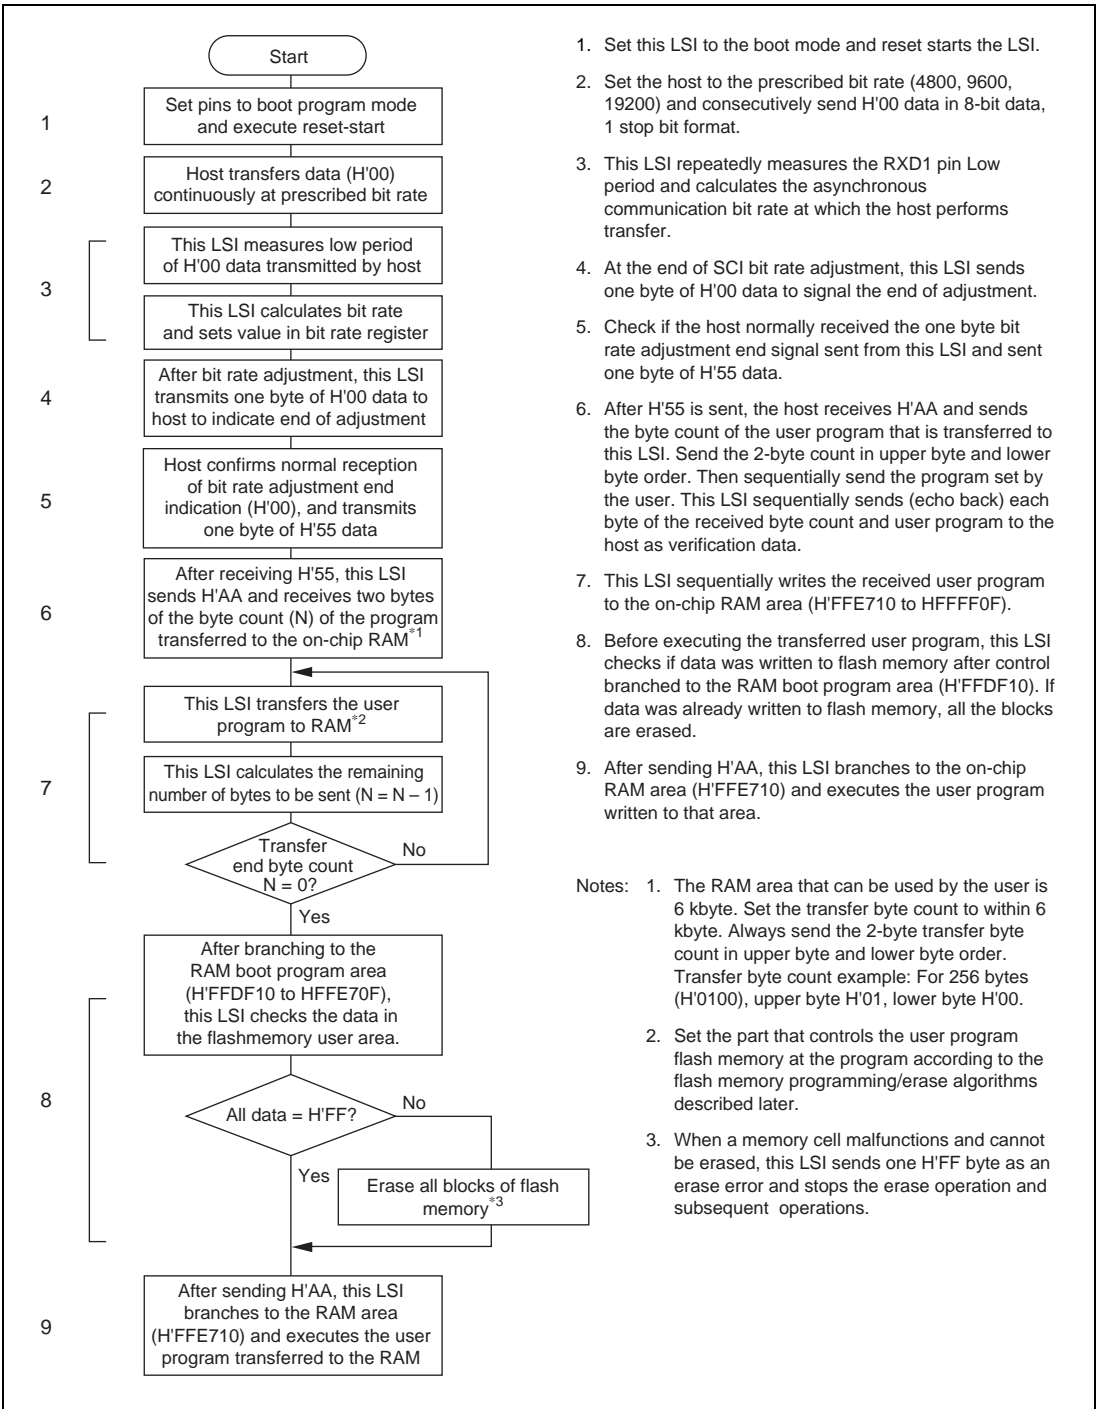 Start
1
Set pins to boot program mode
and execute reset-start
2
Host transfers data (H'00)
continuously at prescribed bit rate
3
This LSI measures low period
of H'00 data transmitted by host
This LSI calculates bit rate
and sets value in bit rate register
4
After bit rate adjustment, this LSI
transmits one byte of H'00 data to
host to indicate end of adjustment
5
Host confirms normal reception
of bit rate adjustment end
indication (H'00), and transmits
one byte of H'55 data
6
After receiving H'55, this LSI
sends H'AA and receives two bytes
of the byte count (N) of the program
transferred to the on-chip RAM*1
7
This LSI transfers the user
program to RAM*2
This LSI calculates the remaining
number of bytes to be sent (N = N – 1)
Transfer
end byte count
N = 0?
No
Yes
8
After branching to the
RAM boot program area
(H'FFDF10 to HFFE70F),
this LSI checks the data in
the flashmemory user area.
All data = H'FF?
No
Yes
Erase all blocks of flash
memory*3
9
After sending H'AA, this LSI
branches to the RAM area
(H'FFE710) and executes the user
program transferred to the RAM
1. Set this LSI to the boot mode and reset starts the LSI.
2. Set the host to the prescribed bit rate (4800, 9600,
19200) and consecutively send H'00 data in 8-bit data,
1 stop bit format.
3. This LSI repeatedly measures the RXD1 pin Low
period and calculates the asynchronous
communication bit rate at which the host performs
transfer.
4. At the end of SCI bit rate adjustment, this LSI sends
one byte of H'00 data to signal the end of adjustment.
5. Check if the host normally received the one byte bit
rate adjustment end signal sent from this LSI and sent
one byte of H'55 data.
6. After H'55 is sent, the host receives H'AA and sends
the byte count of the user program that is transferred to
this LSI. Send the 2-byte count in upper byte and lower
byte order. Then sequentially send the program set by
the user. This LSI sequentially sends (echo back) each
byte of the received byte count and user program to the
host as verification data.
7. This LSI sequentially writes the received user program
to the on-chip RAM area (H'FFE710 to HFFFF0F).
8. Before executing the transferred user program, this LSI
checks if data was written to flash memory after control
branched to the RAM boot program area (H'FFDF10). If
data was already written to flash memory, all the blocks
are erased.
9. After sending H'AA, this LSI branches to the on-chip
RAM area (H'FFE710) and executes the user program
written to that area.
Notes: 1. The RAM area that can be used by the user is
6 kbyte. Set the transfer byte count to within 6
kbyte. Always send the 2-byte transfer byte
count in upper byte and lower byte order.
Transfer byte count example: For 256 bytes
(H'0100), upper byte H'01, lower byte H'00.
2. Set the part that controls the user program
flash memory at the program according to the
flash memory programming/erase algorithms
described later.
3. When a memory cell malfunctions and cannot
be erased, this LSI sends one H'FF byte as an
erase error and stops the erase operation and
subsequent operations.